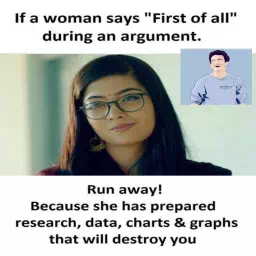 If a woman says "First of all"
during an argument.
Run away!
Because she has prepared
research, data, charts & graphs
that will destroy you